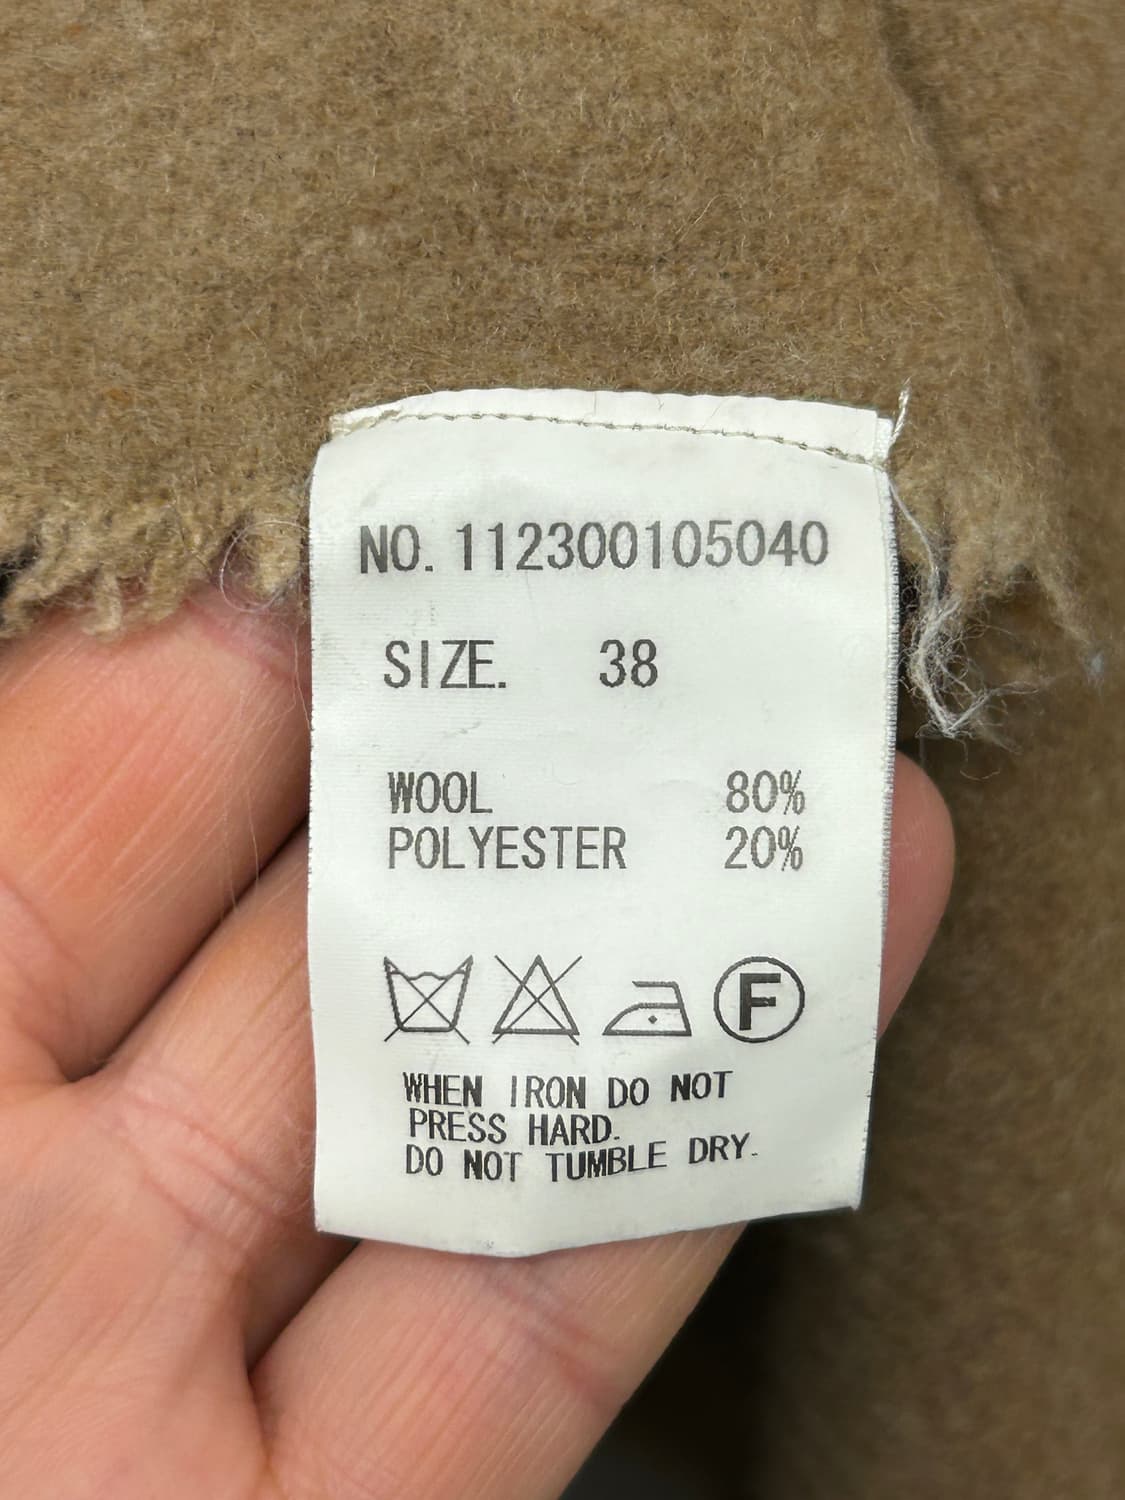 NO. 112300105040
SIZE. 38
WOOL 80%
POLYESTER 20%
F
WHEN IRON DO NOT
PRESS HARD.
DO NOT TUMBLE DRY.